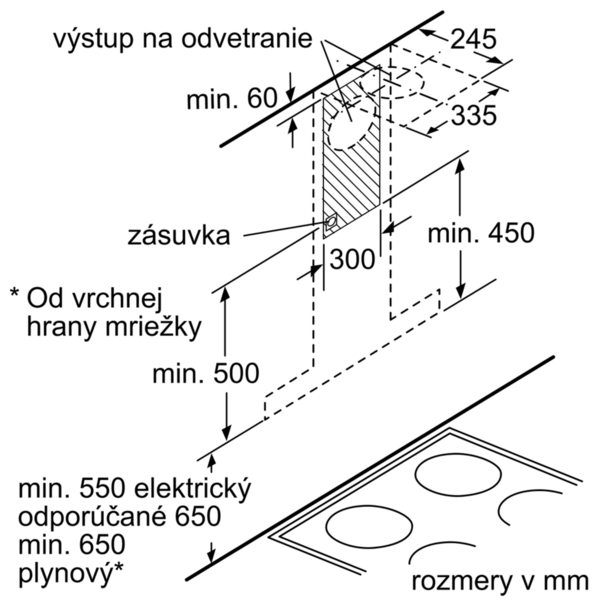 výstup na odvetranie
245
min. 60
335
zásuvka
min. 450
300
* Od vrchnej
hrany mriežky
min. 500
min. 550 elektrický
odporúčané 650
min. 650
plynový*
rozmery v mm